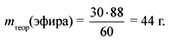 m_теор(эфира) = 30·88/60 = 44 г.